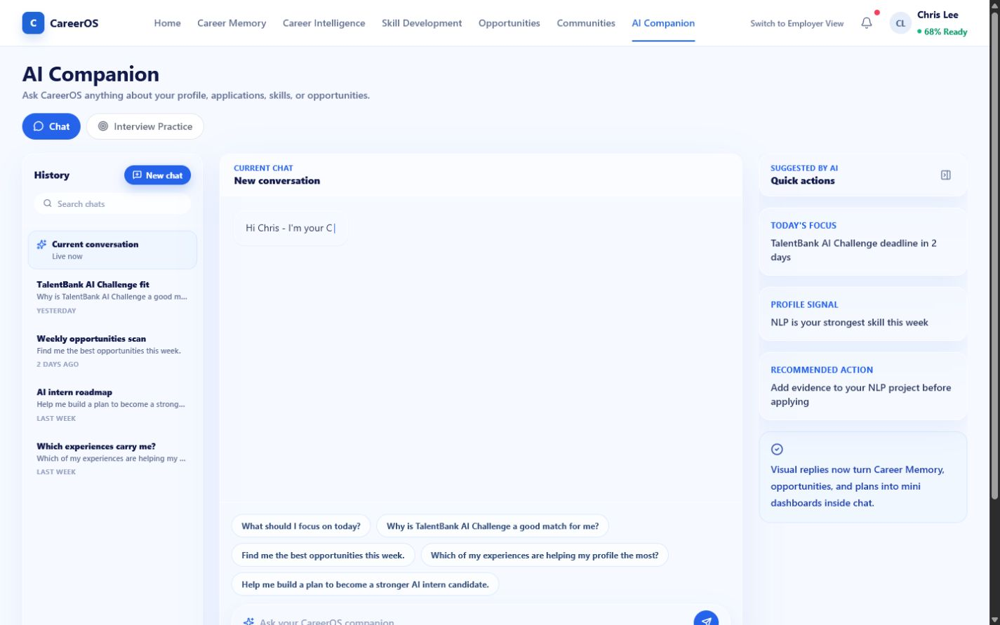 C CareerOS
Home Career Memory Career Intelligence Skill Development Opportunities Communities AI Companion
Switch to Employer View
CL
Chris Lee
68% Ready
AI Companion
Ask CareerOS anything about your profile, applications, skills, or opportunities.
Chat Interview Practice
History
New chat
Search chats
Current conversation
Live now
TalentBank AI Challenge fit
Why is TalentBank AI Challenge a good m...
YESTERDAY
Weekly opportunities scan
Find me the best opportunities this week.
2 DAYS AGO
AI intern roadmap
Help me build a plan to become a strong...
LAST WEEK
Which experiences carry me?
Which of my experiences are helping my ...
LAST WEEK
CURRENT CHAT
New conversation
Hi Chris - I'm your C
What should I focus on today? Why is TalentBank AI Challenge a good match for me?
Find me the best opportunities this week. Which of my experiences are helping my profile the most?
Help me build a plan to become a stronger AI intern candidate.
Ask your CareerOS companion
SUGGESTED BY AI
Quick actions
TODAY'S FOCUS
TalentBank AI Challenge deadline in 2
days
PROFILE SIGNAL
NLP is your strongest skill this week
RECOMMENDED ACTION
Add evidence to your NLP project before
applying
Visual replies now turn Career Memory,
opportunities, and plans into mini
dashboards inside chat.